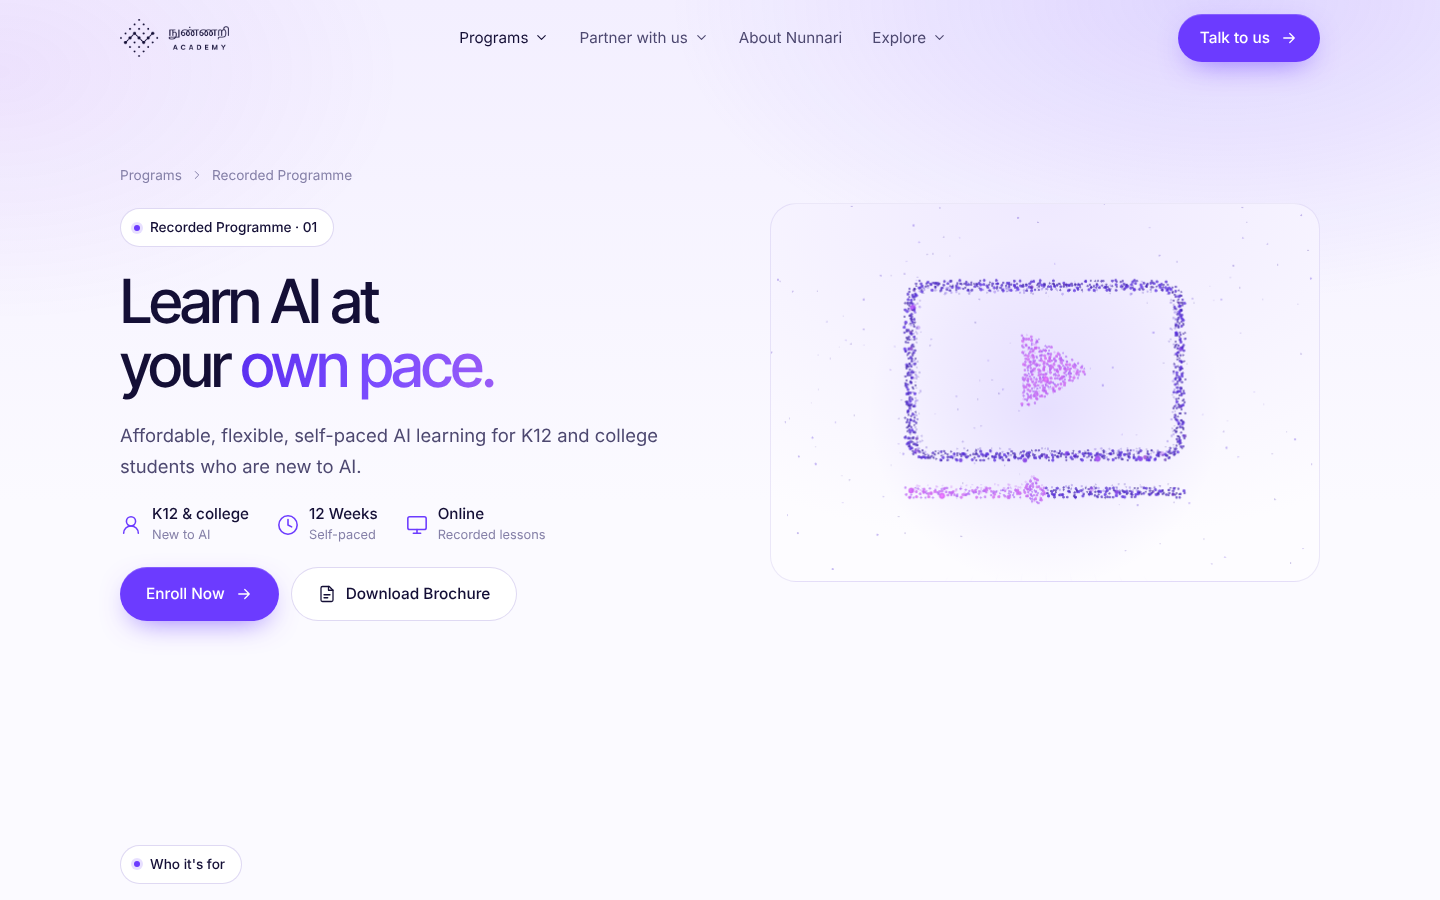 நுண்ணறி
ACADEMY
Programs
Partner with us
About Nunnari
Explore
Talk to us
Programs
Recorded Programme
Recorded Programme · 01
Learn AI at
your own pace.
Affordable, flexible, self-paced AI learning for K12 and college
students who are new to AI.
K12 & college
New to AI
12 Weeks
Self-paced
Online
Recorded lessons
Enroll Now
Download Brochure
Who it's for